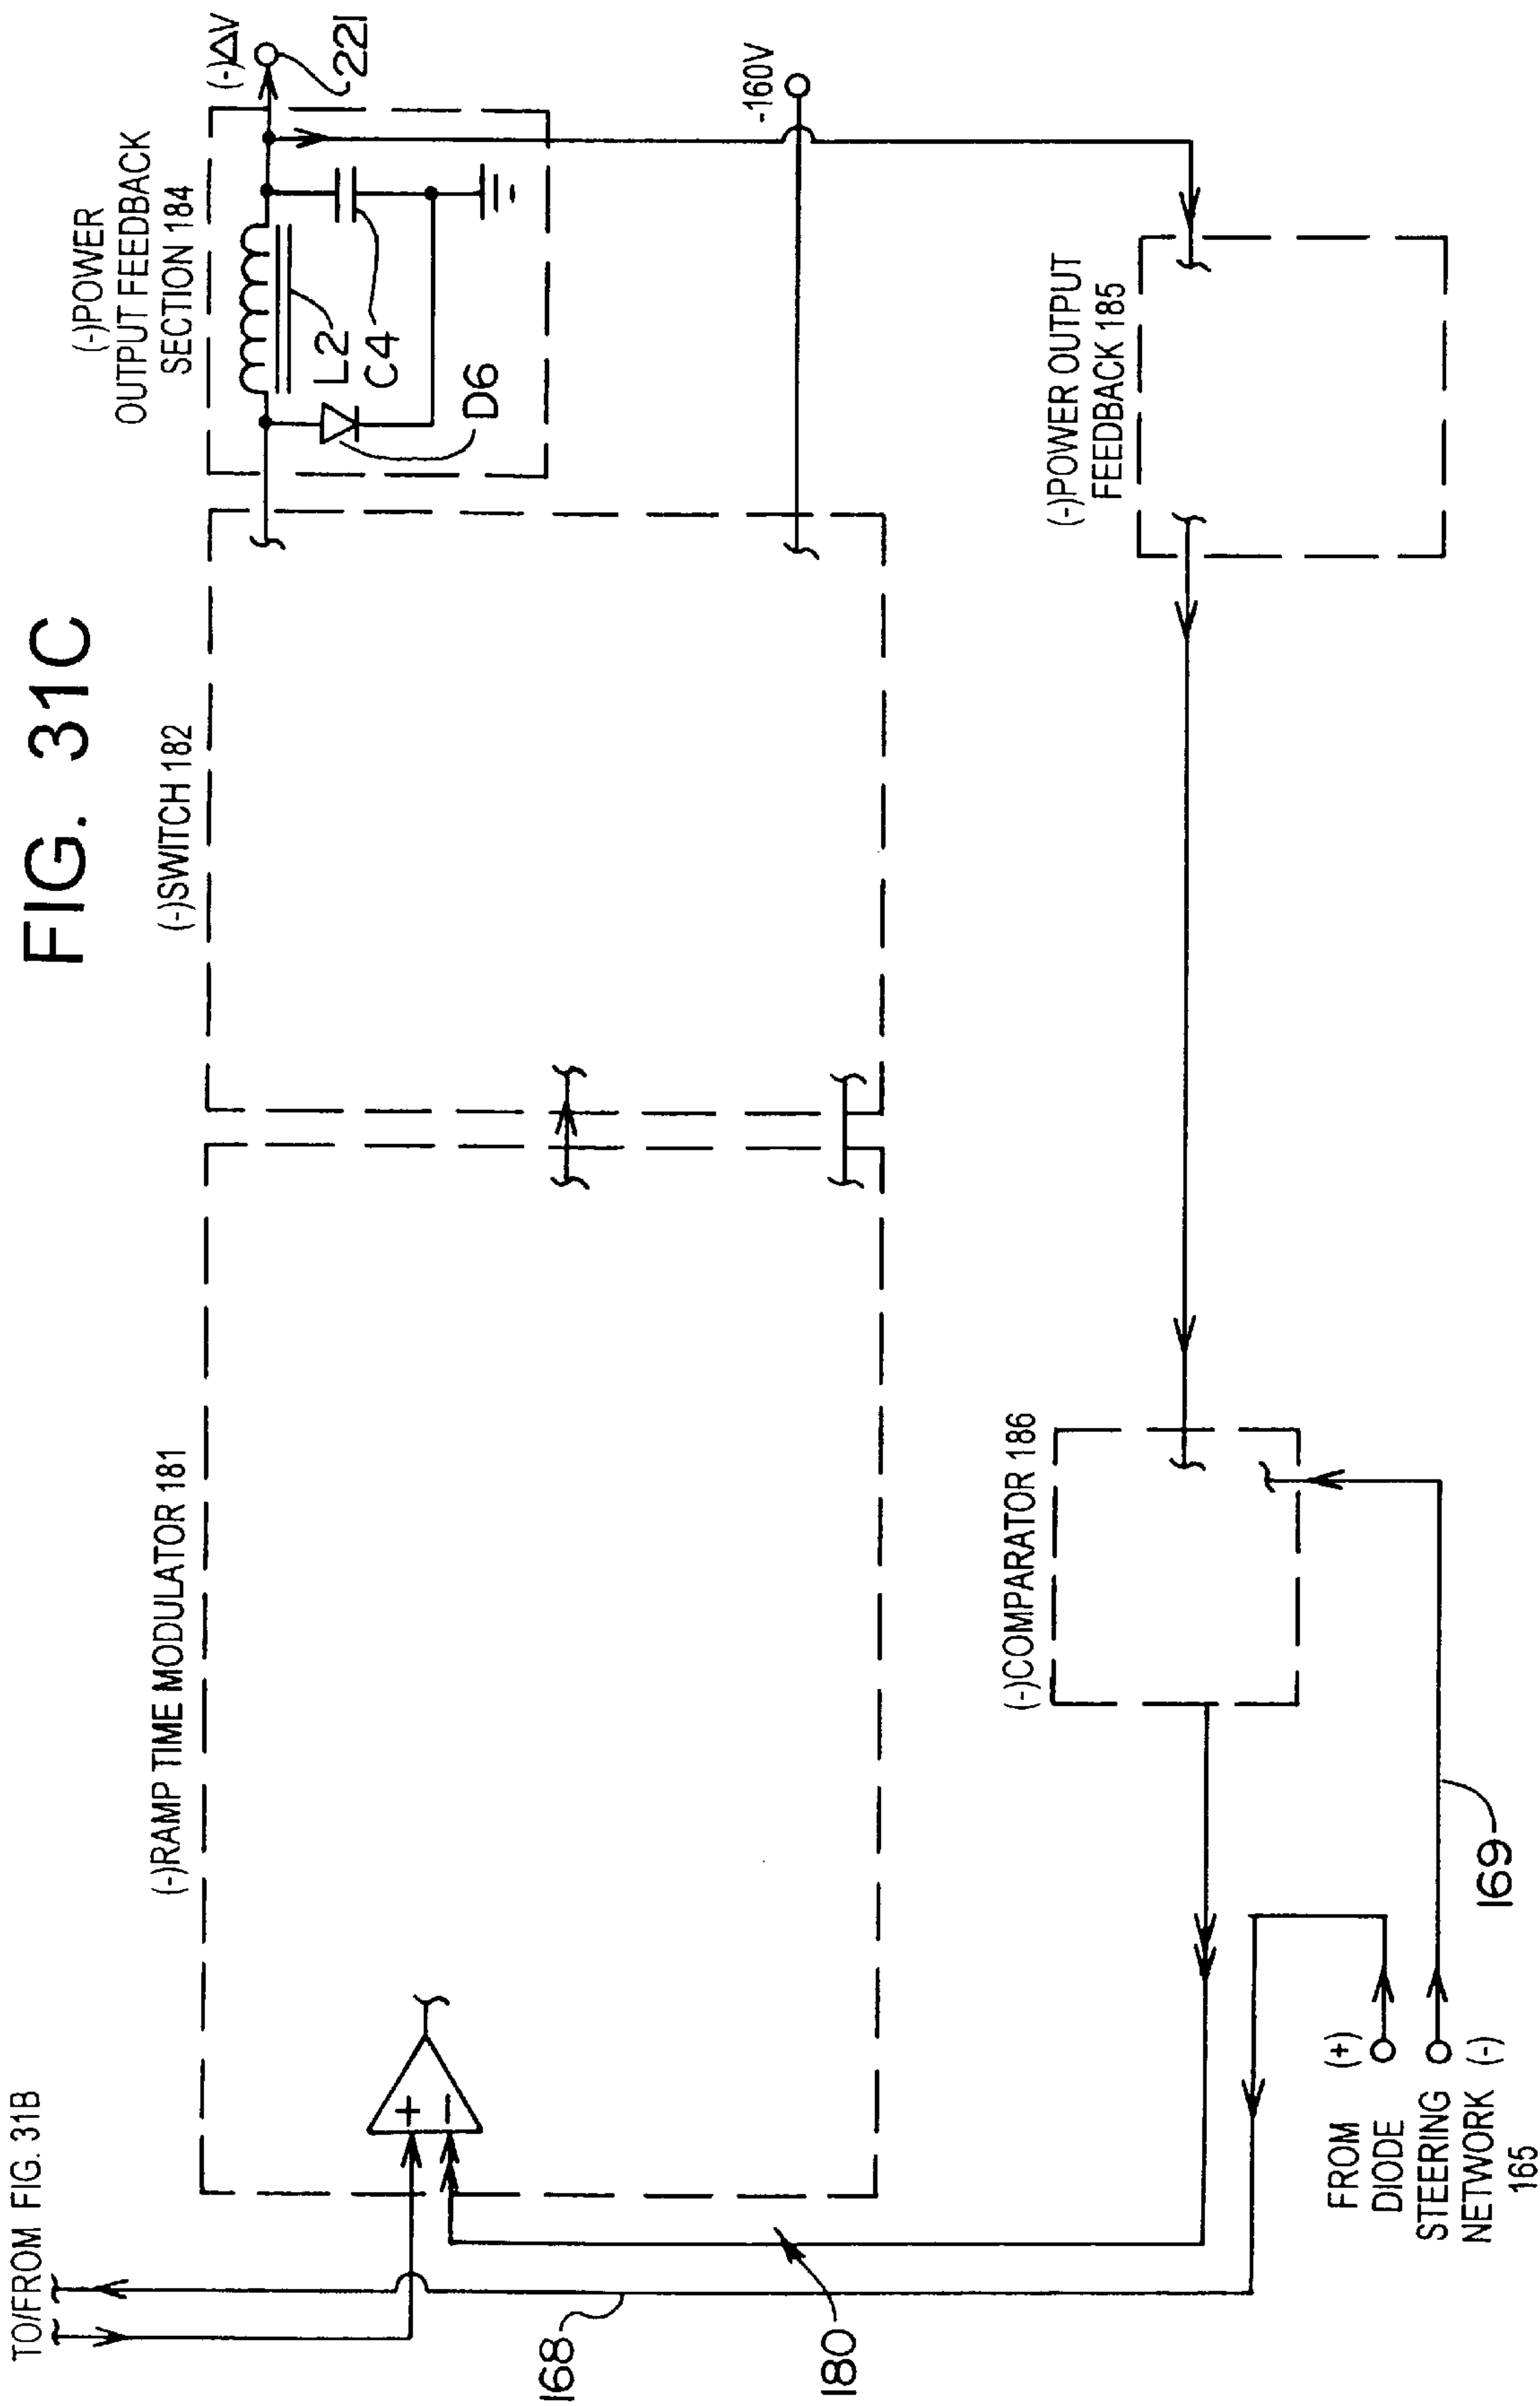 FIG. 31C
TO/FROM FIG. 31B
(-)RAMP TIME MODULATOR 181
(-)SWITCH 182
(-)POWER
OUTPUT FEEDBACK
SECTION 184
(-)ΔV
221
L2
C4
D6
-160V
+
−
(-)COMPARATOR 186
(-)POWER OUTPUT
FEEDBACK 185
168
180
FROM
DIODE
STEERING
NETWORK
165
(+)
(-)
169